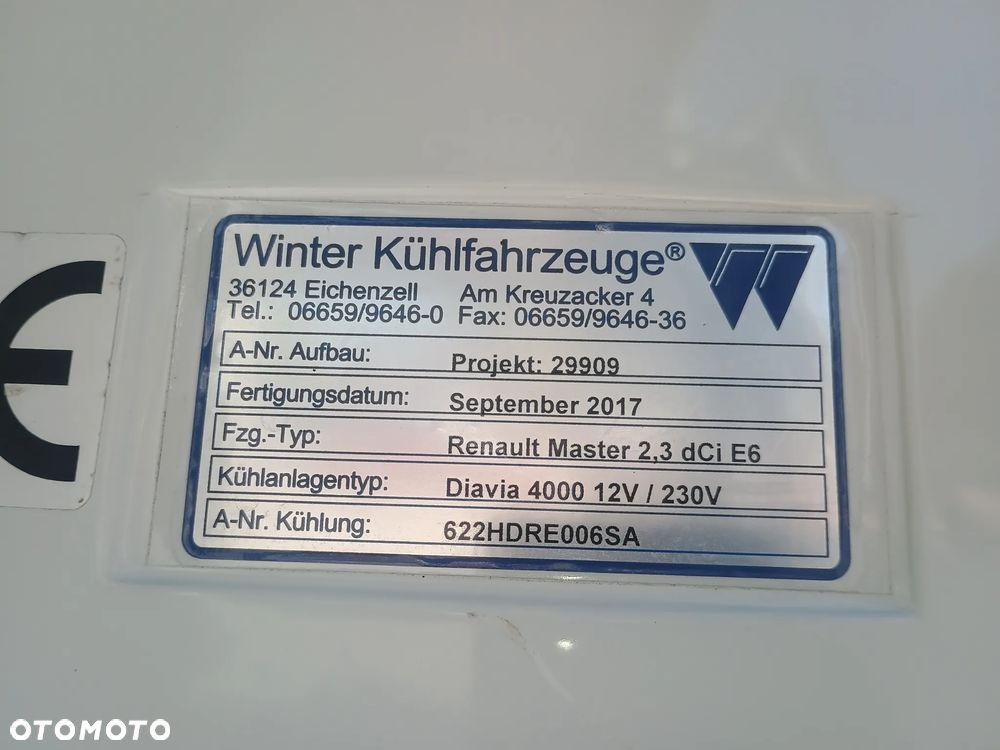 Winter Kühlfahrzeuge®
36124 Eichenzell Am Kreuzacker 4
Tel.: 06659/9646-0 Fax: 06659/9646-36
A-Nr. Aufbau: Projekt: 29909
Fertigungsdatum: September 2017
Fzg.-Typ: Renault Master 2,3 dCi E6
Kühlanlagentyp: Diavia 4000 12V / 230V
A-Nr. Kühlung: 622HDRE006SA
CE
OTOMOTO